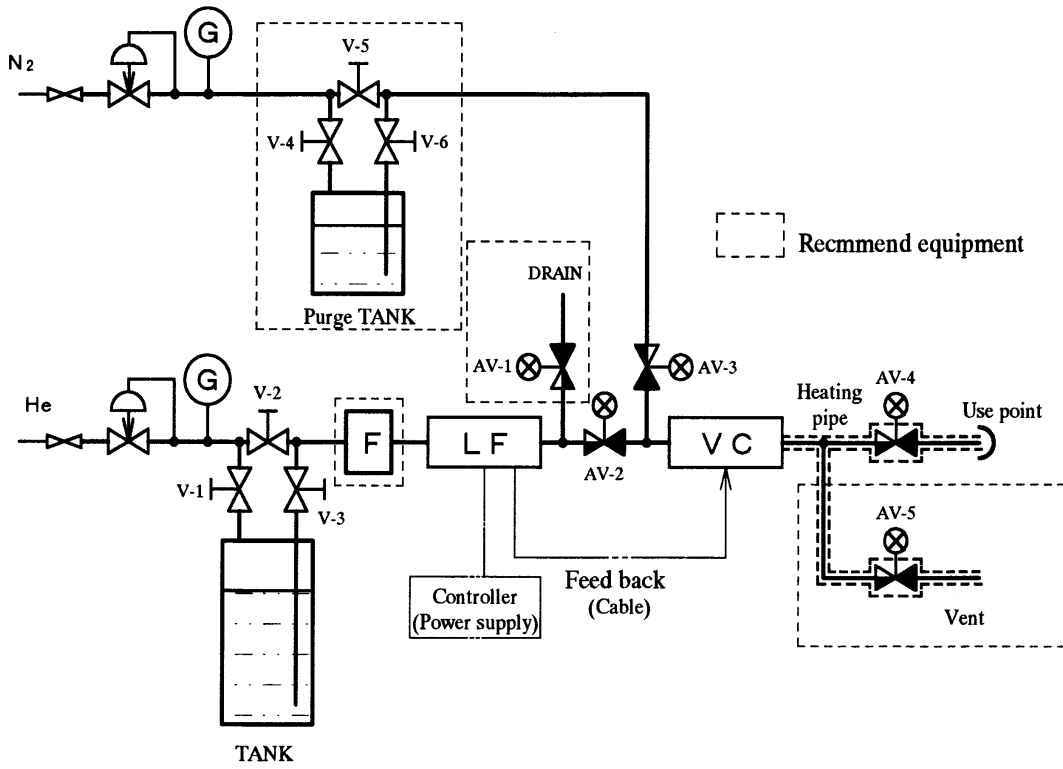 G
V-5
N2
V-4
V-6
Recmmend equipment
DRAIN
Purge TANK
AV-1
AV-3
G
V-2
He
Heating
pipe
AV-4
Use point
F
LF
VC
AV-2
V-1
V-3
AV-5
Feed back
(Cable)
Controller
(Power supply)
Vent
TANK